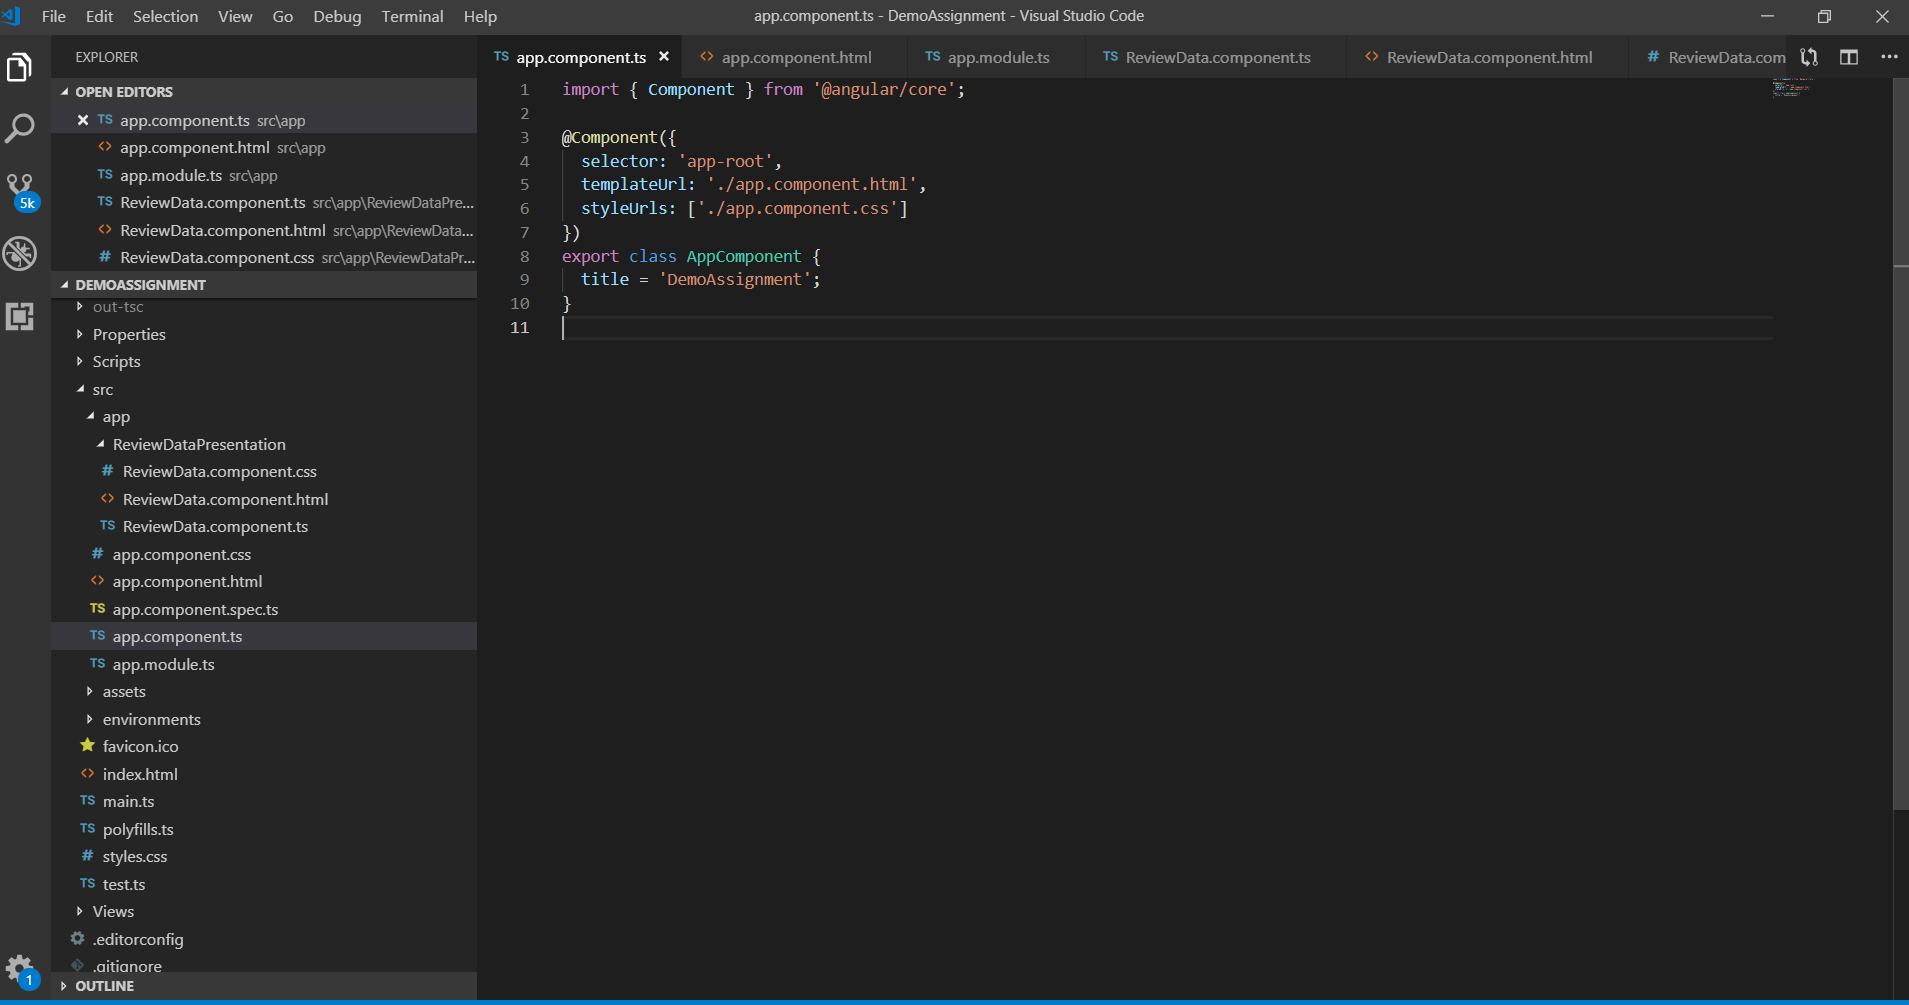 File Edit Selection View Go Debug Terminal Help
app.component.ts - DemoAssignment - Visual Studio Code
EXPLORER
OPEN EDITORS
TS app.component.ts src\app
<> app.component.html src\app
TS app.module.ts src\app
TS ReviewData.component.ts src\app\ReviewDataPre...
<> ReviewData.component.html src\app\ReviewData...
# ReviewData.component.css src\app\ReviewDataPr...
DEMOASSIGNMENT
out-tsc
Properties
Scripts
src
app
ReviewDataPresentation
# ReviewData.component.css
<> ReviewData.component.html
TS ReviewData.component.ts
# app.component.css
<> app.component.html
TS app.component.spec.ts
TS app.component.ts
TS app.module.ts
assets
environments
favicon.ico
<> index.html
TS main.ts
TS polyfills.ts
# styles.css
TS test.ts
Views
.editorconfig
.gitignore
OUTLINE
5k
1
TS app.component.ts
<> app.component.html
TS app.module.ts
TS ReviewData.component.ts
<> ReviewData.component.html
# ReviewData.com
1 import { Component } from '@angular/core';
2
3 @Component({
4 selector: 'app-root',
5 templateUrl: './app.component.html',
6 styleUrls: ['./app.component.css']
7 })
8 export class AppComponent {
9 title = 'DemoAssignment';
10 }
11